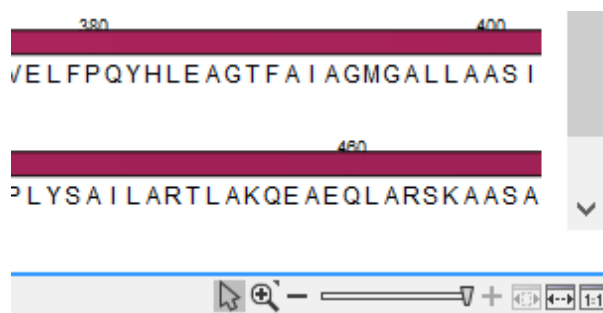 380 400
VELFPQYHLEAGTFAIAGMGALLAASI
460
PLYSAILARTLAKQEAEQLARSKAASA
1:1